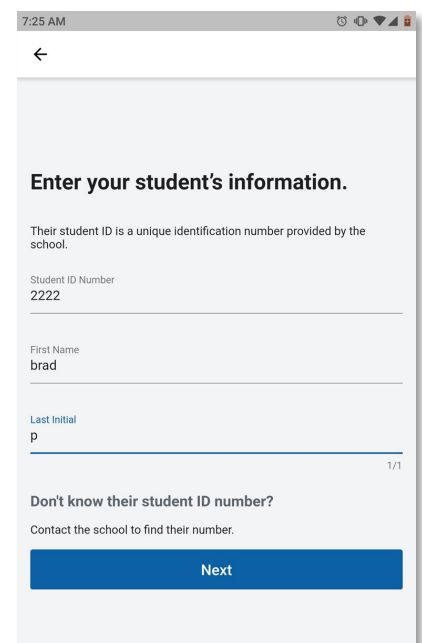 7:25 AM
Enter your student's information.
Their student ID is a unique identification number provided by the
school.
Student ID Number
2222
First Name
brad
Last Initial
p
1/1
Don't know their student ID number?
Contact the school to find their number.
Next